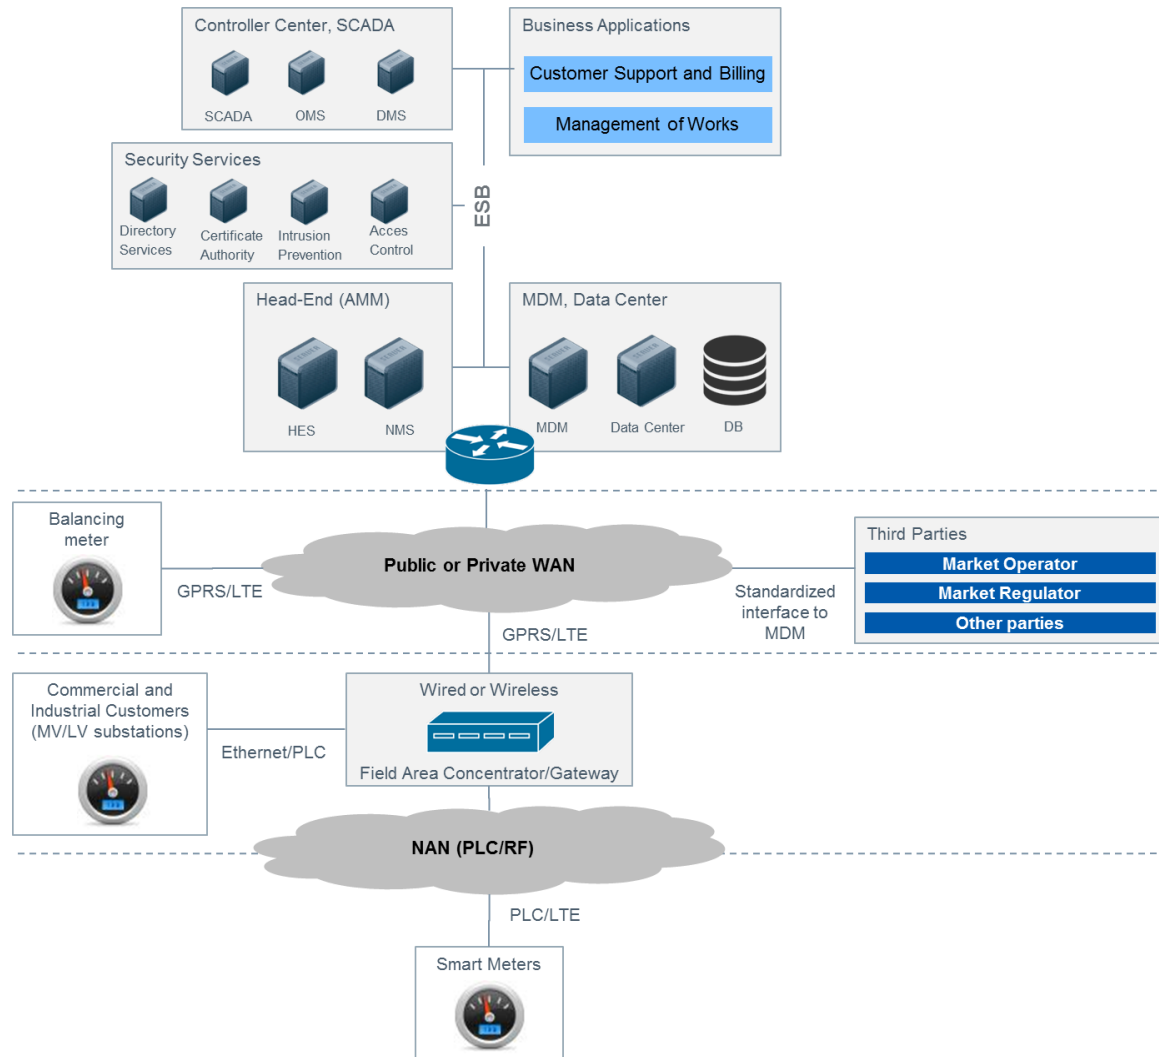 Controller Center, SCADA
SCADA
OMS
DMS
Business Applications
Customer Support and Billing
Management of Works
Security Services
Directory
Services
Certificate
Authority
Intrusion
Prevention
Acces
Control
ESB
Head-End (AMM)
HES
NMS
MDM, Data Center
MDM
Data Center
DB
Balancing
meter
GPRS/LTE
Public or Private WAN
Standardized
interface to
MDM
Third Parties
Market Operator
Market Regulator
Other parties
GPRS/LTE
Commercial and
Industrial Customers
(MV/LV substations)
Ethernet/PLC
Wired or Wireless
Field Area Concentrator/Gateway
NAN (PLC/RF)
PLC/LTE
Smart Meters